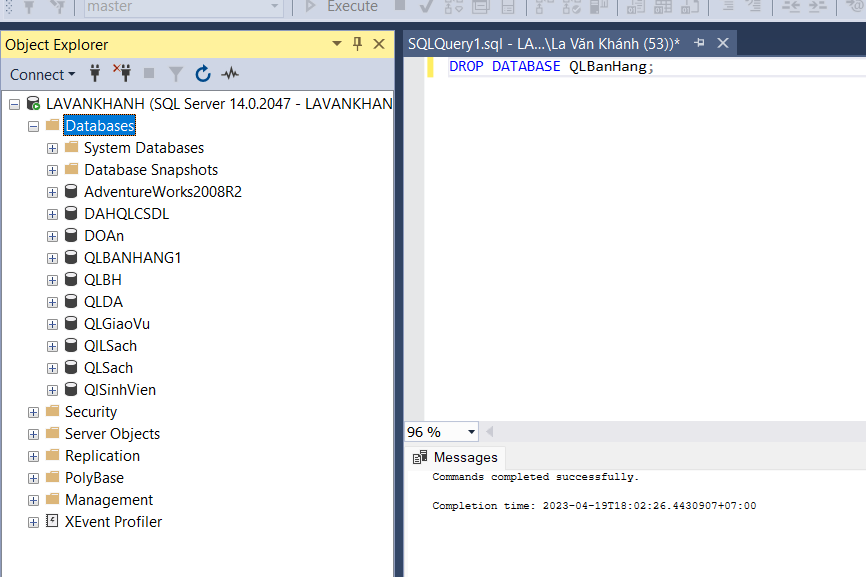 master
Execute
Object Explorer
Connect
LAVANKHANH (SQL Server 14.0.2047 - LAVANKHAN
Databases
System Databases
Database Snapshots
AdventureWorks2008R2
DAHQLCSDL
DOAn
QLBANHANG1
QLBH
QLDA
QLGiaoVu
QlLSach
QLSach
QlSinhVien
Security
Server Objects
Replication
PolyBase
Management
XEvent Profiler
SQLQuery1.sql - LA...\La Văn Khánh (53))*
DROP DATABASE QLBanHang;
96 %
Messages
Commands completed successfully.
Completion time: 2023-04-19T18:02:26.4430907+07:00